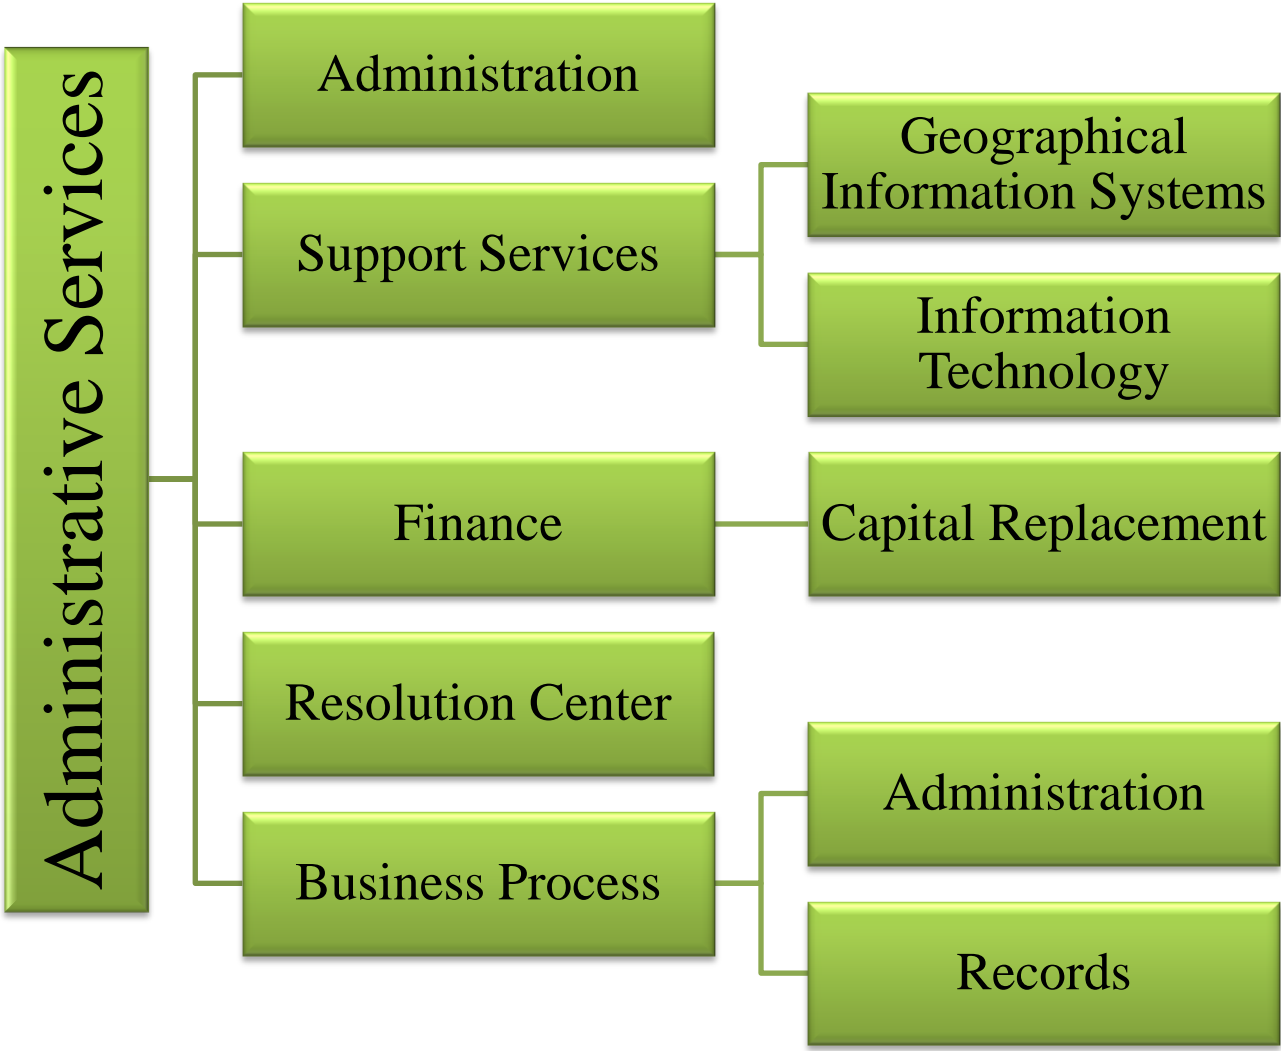 Administrative Services
Administration
Support Services
Geographical
Information Systems
Information
Technology
Finance
Capital Replacement
Resolution Center
Business Process
Administration
Records